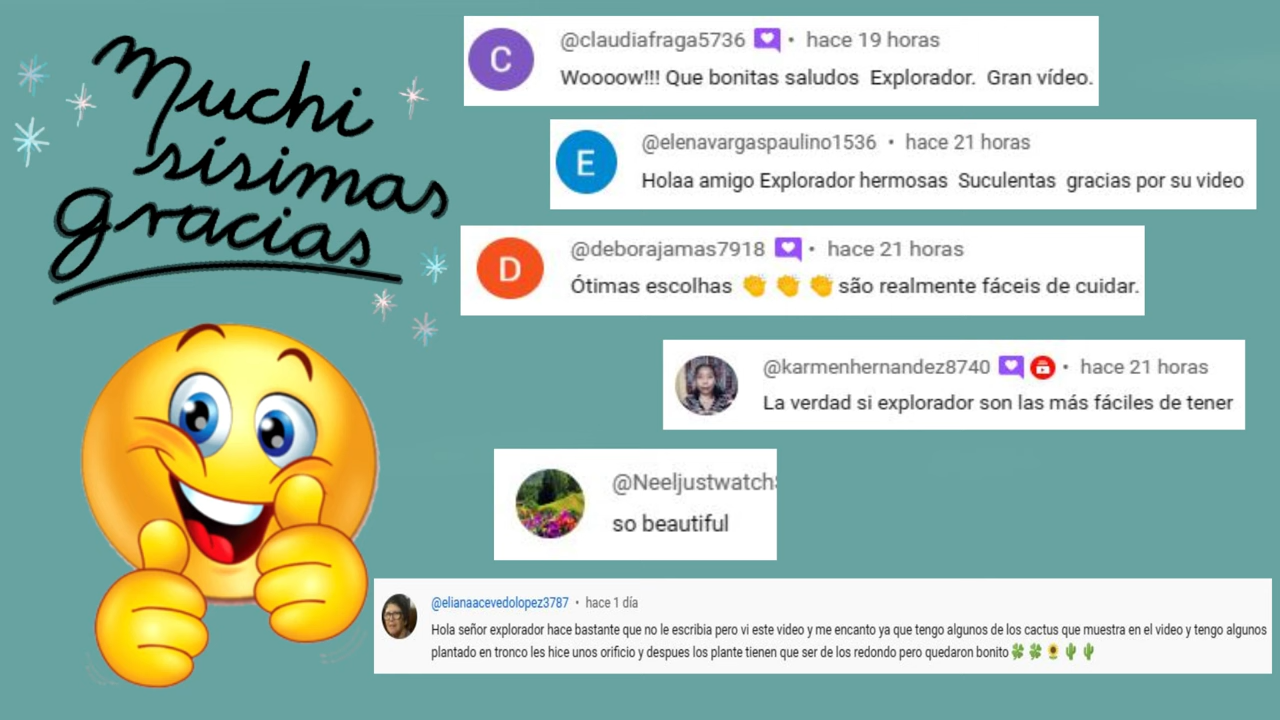 Muchi
sísimas
gracias
C
@claudiafraga5736 • hace 19 horas
Woooow!!! Que bonitas saludos Explorador. Gran vídeo.
E
@elenavargaspaulino1536 • hace 21 horas
Holaa amigo Explorador hermosas Suculentas gracias por su video
D
@deborajamas7918 • hace 21 horas
Ótimas escolhas 👏 👏 👏 são realmente fáceis de cuidar.
@karmenhernandez8740 • hace 21 horas
La verdad si explorador son las más fáciles de tener
@Neeljustwatch
so beautiful
@elianaacevedolopez3787 • hace 1 día
Hola señor explorador hace bastante que no le escribia pero vi este video y me encanto ya que tengo algunos de los cactus que muestra en el video y tengo algunos
plantado en tronco les hice unos orificio y despues los plante tienen que ser de los redondo pero quedaron bonito🍀 🍀 🌻 🌵 🌵